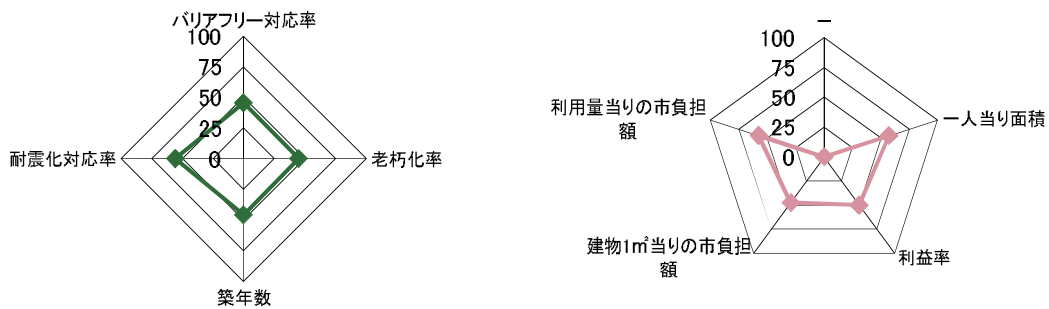 バリアフリー対応率
100
75
50
25
0
耐震化対応率
老朽化率
築年数
ー
100
75
50
25
0
利用量当りの市負担
額
一人当り面積
建物1㎡当りの市負担
額
利益率